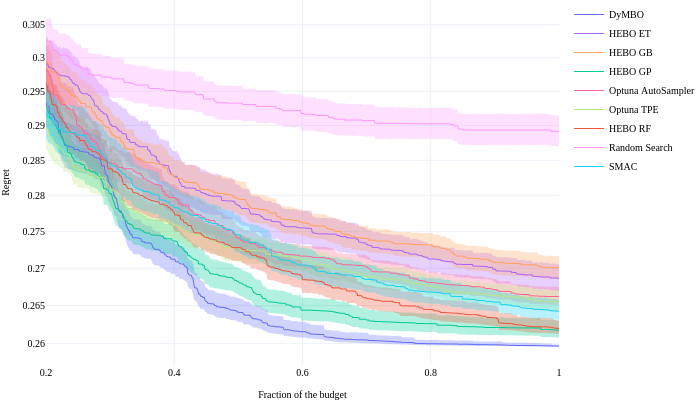 0.305
0.3
0.295
0.29
0.285
0.28
0.275
0.27
0.265
0.26
Regret
0.2
0.4
0.6
0.8
1
Fraction of the budget
DyMBO
HEBO ET
HEBO GB
HEBO GP
Optuna AutoSampler
Optuna TPE
HEBO RF
Random Search
SMAC